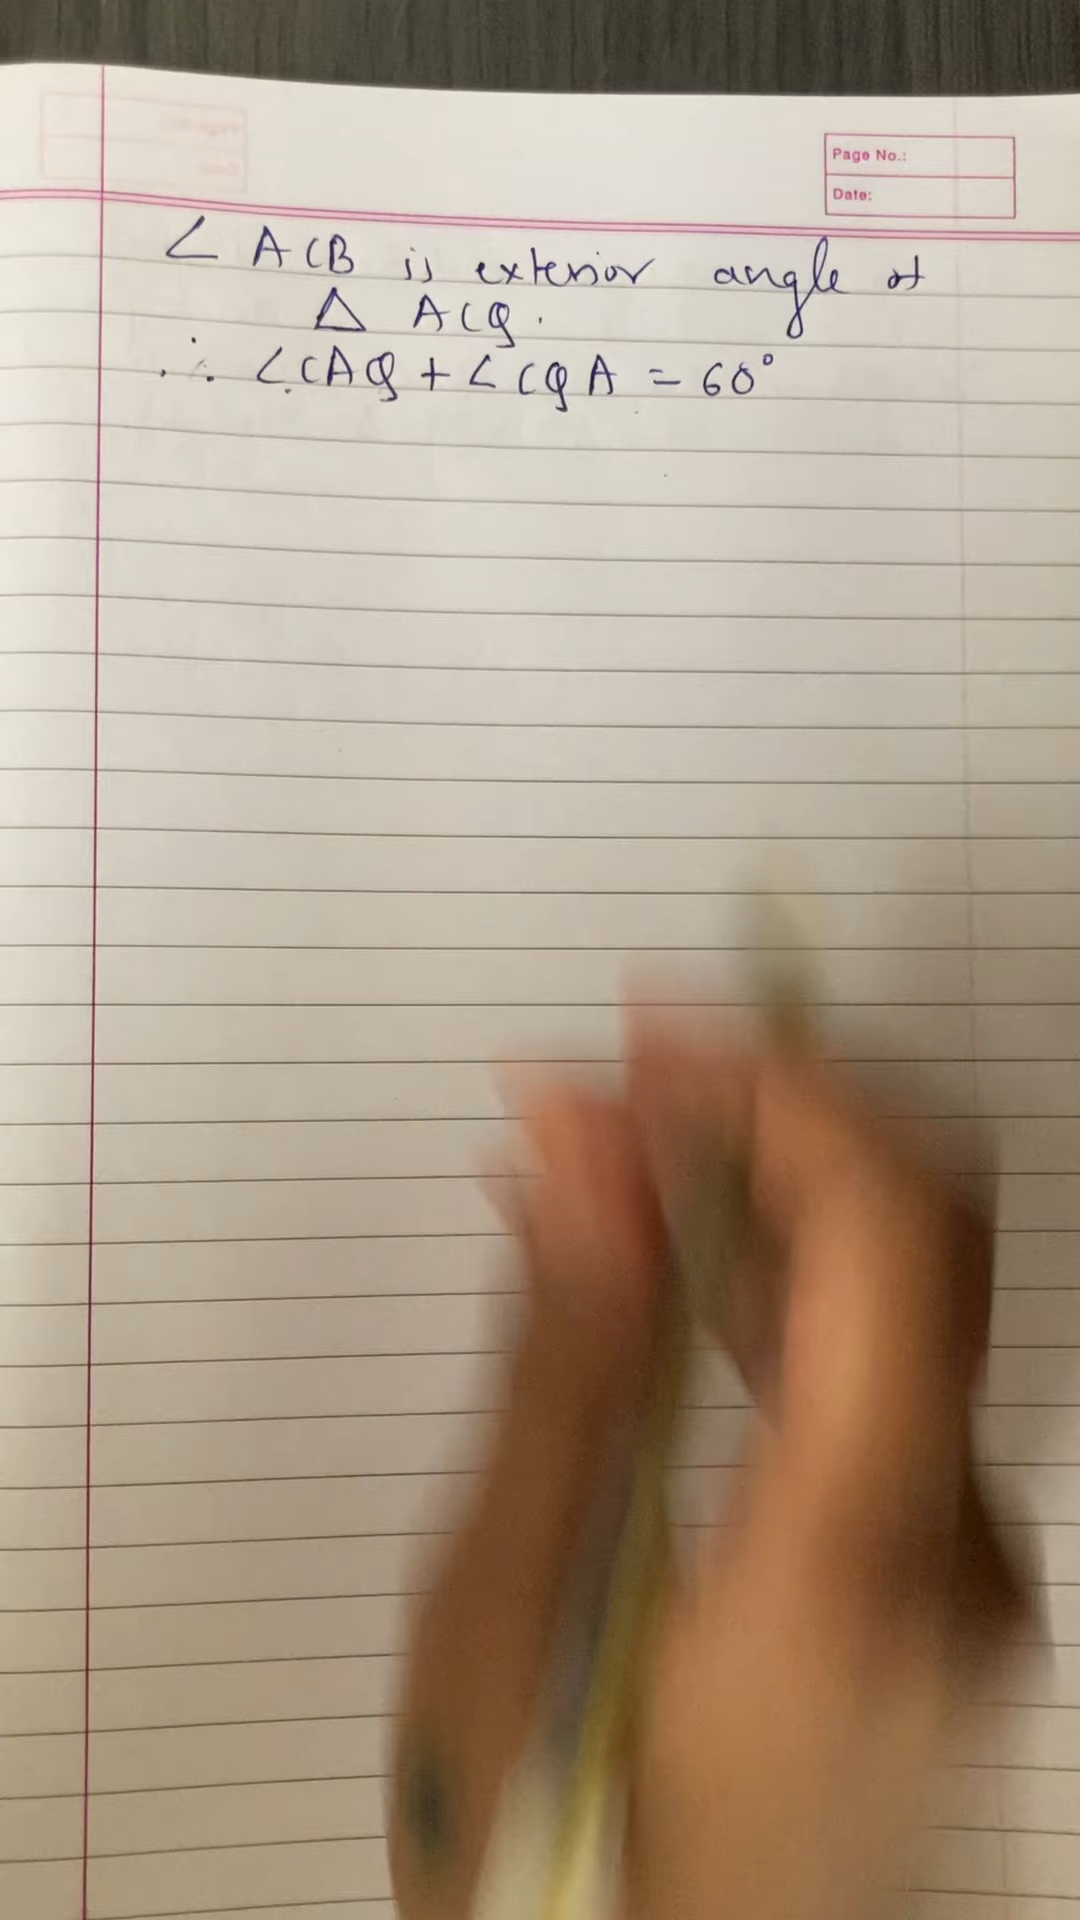 Page No.:
Date:
∠ ACB is exterior angle of
△ ACQ.
∴ ∠CAQ + ∠CQA = 60°